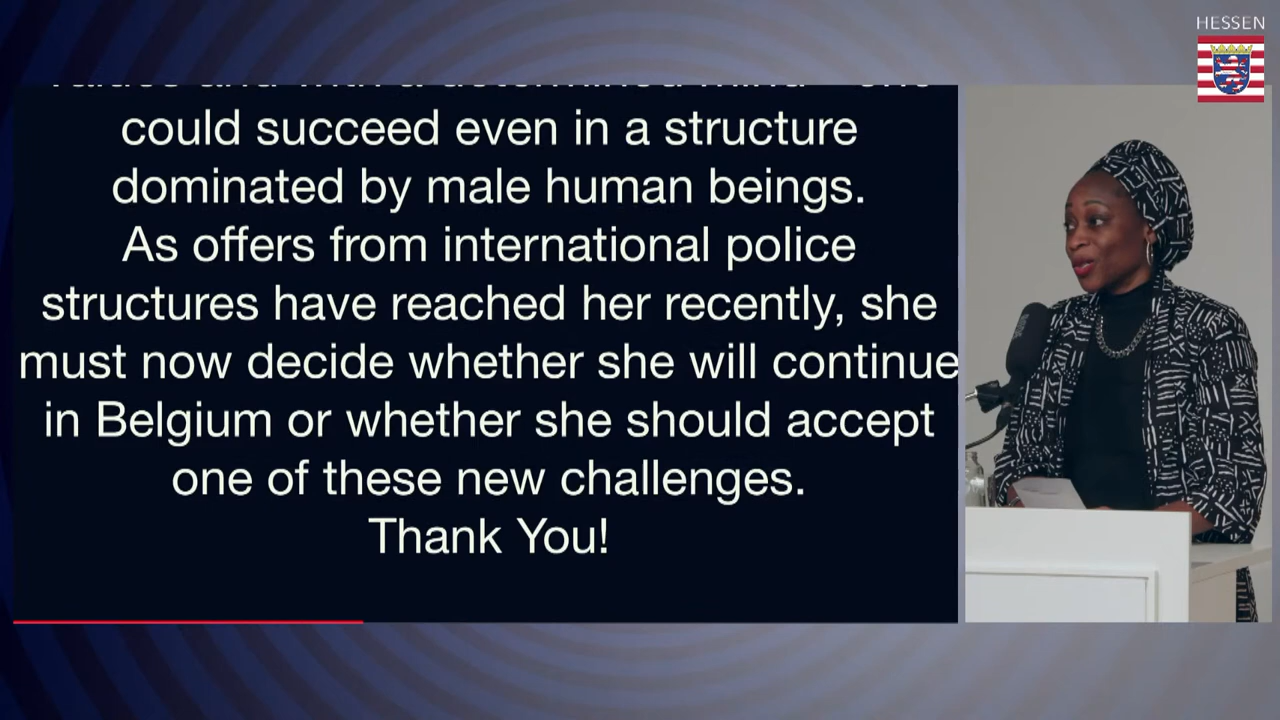 HESSEN
could succeed even in a structure
dominated by male human beings.
As offers from international police
structures have reached her recently, she
must now decide whether she will continue
in Belgium or whether she should accept
one of these new challenges.
Thank You!